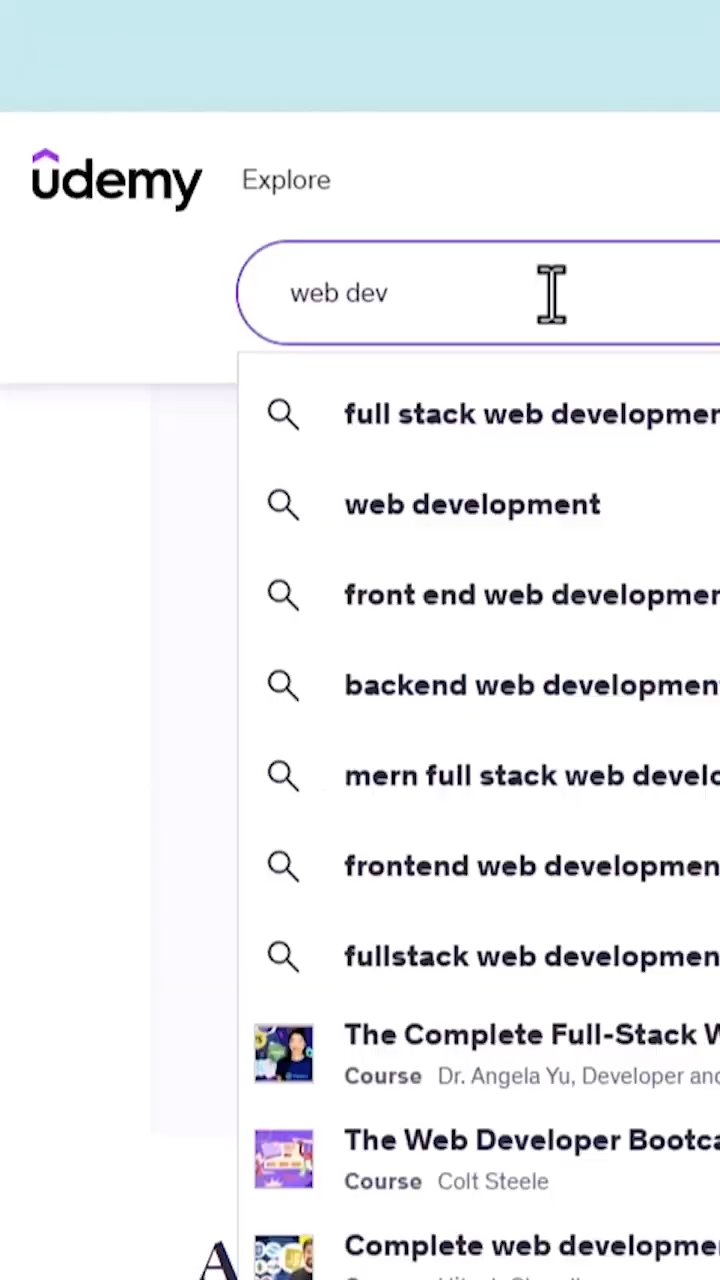 udemy Explore
web dev
full stack web developmen
web development
front end web developmen
backend web development
mern full stack web develo
frontend web developmen
fullstack web developmen
The Complete Full-Stack W
Course Dr. Angela Yu, Developer and
The Web Developer Bootca
Course Colt Steele
A
Complete web developmen